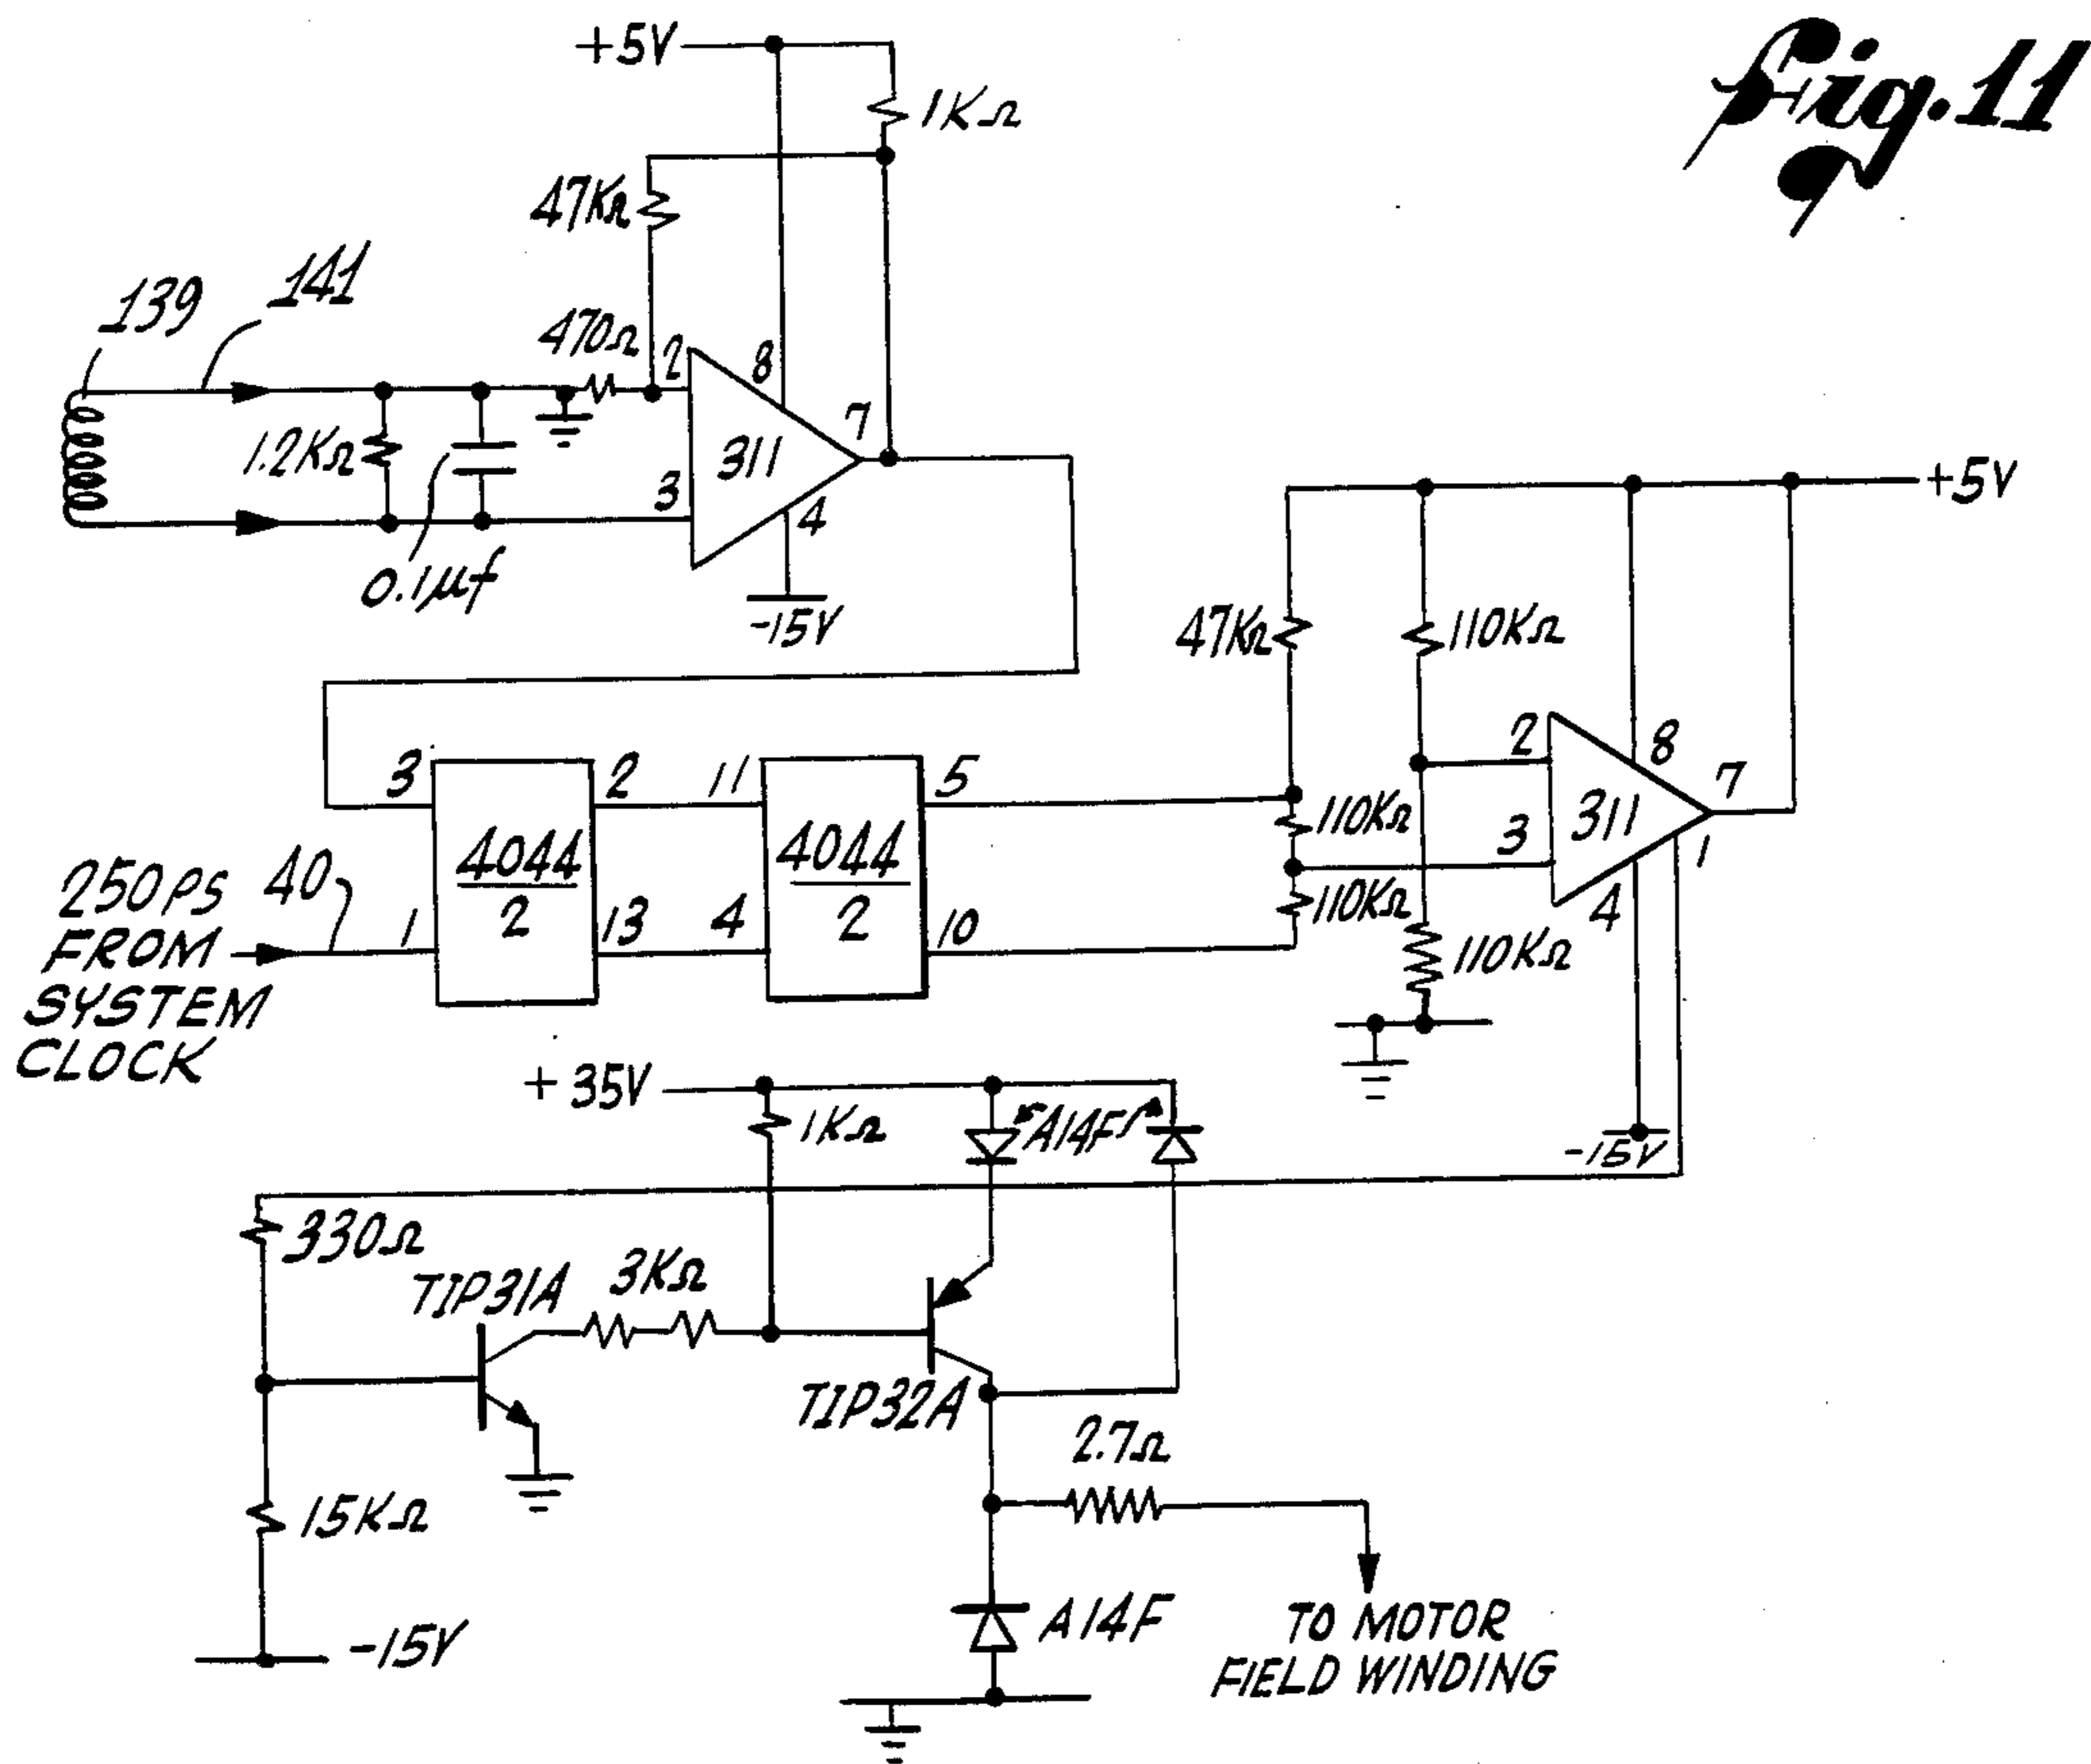 Fig.11
+5V
1KΩ
47KΩ
139
141
470Ω
2
8
7
311
1.2KΩ
3
4
0.1μf
-15V
+5V
47KΩ
110KΩ
2
8
7
311
3
1
4
110KΩ
110KΩ
110KΩ
-15V
3
4044
2
2
11
4044
2
5
1
13
4
10
250PS
FROM
SYSTEM
CLOCK
40
+35V
1KΩ
A14F
330Ω
TIP31A
3KΩ
TIP32A
2.7Ω
15KΩ
-15V
A14F
TO MOTOR
FIELD WINDING